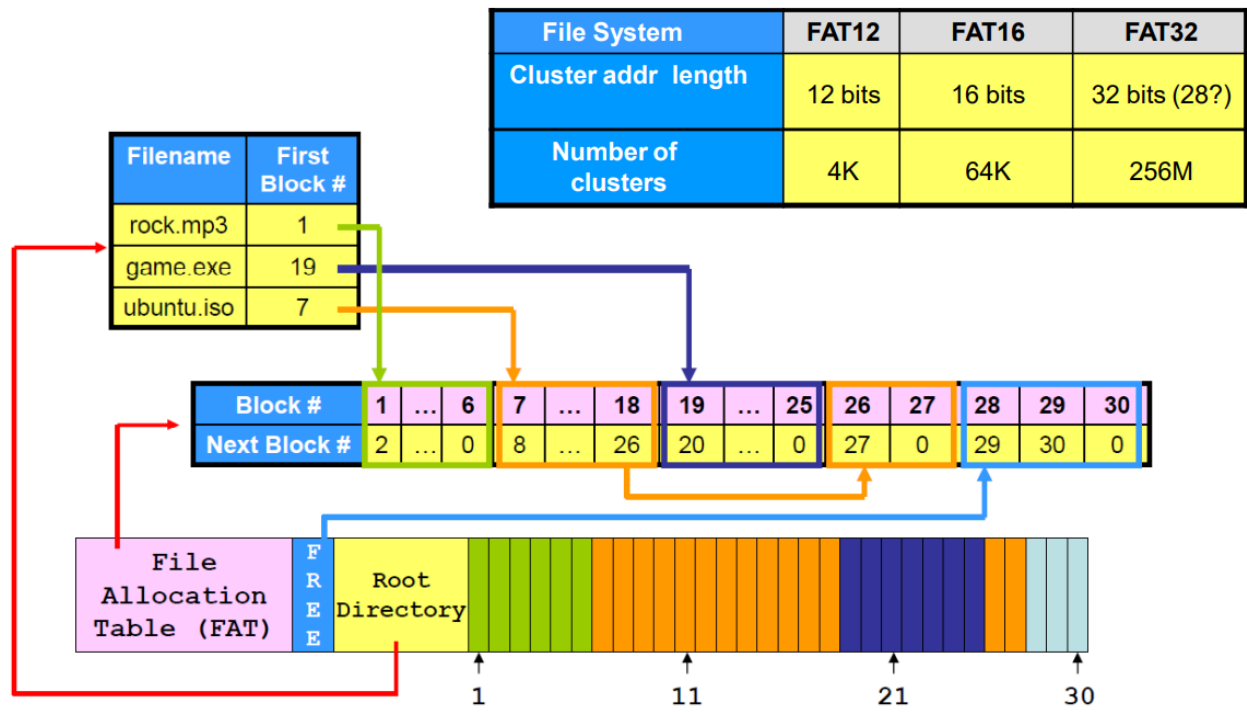 File System FAT12 FAT16 FAT32
Cluster addr length 12 bits 16 bits 32 bits (28?)
Number of clusters 4K 64K 256M
Filename First Block #
rock.mp3 1
game.exe 19
ubuntu.iso 7
Block # 1 ... 6 7 ... 18 19 ... 25 26 27 28 29 30
Next Block # 2 ... 0 8 ... 26 20 ... 0 27 0 29 30 0
File
Allocation
Table (FAT)
F
R
E
E
Root
Directory
1 11 21 30